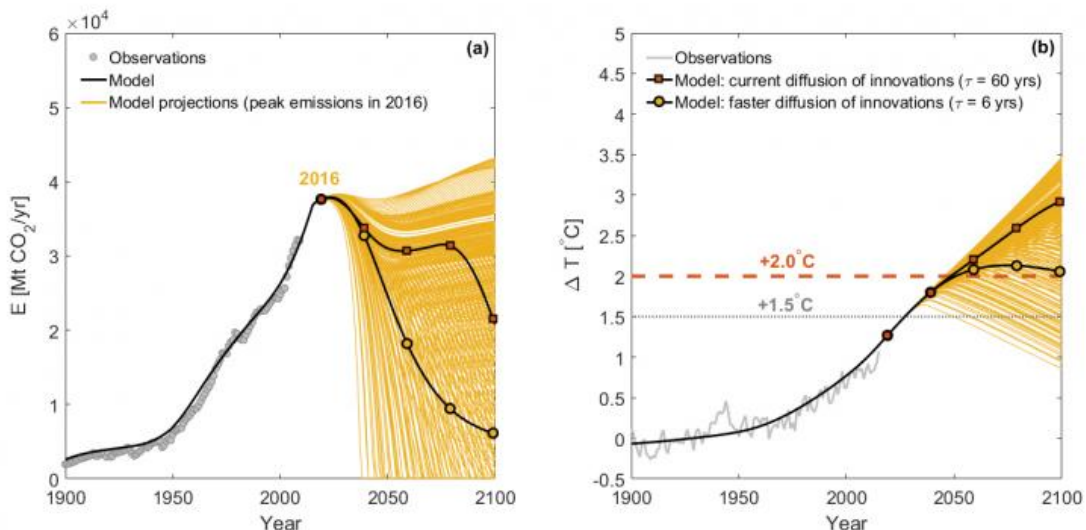 × 10⁴
(a)
Observations
Model
Model projections (peak emissions in 2016)
2016
E [Mt CO₂/yr]
6
5
4
3
2
1
0
1900 1950 2000 2050 2100
Year
(b)
Observations
Model: current diffusion of innovations (τ = 60 yrs)
Model: faster diffusion of innovations (τ = 6 yrs)
+2.0°C
+1.5°C
Δ T [°C]
5
4.5
4
3.5
3
2.5
2
1.5
1
0.5
0
-0.5
1900 1950 2000 2050 2100
Year